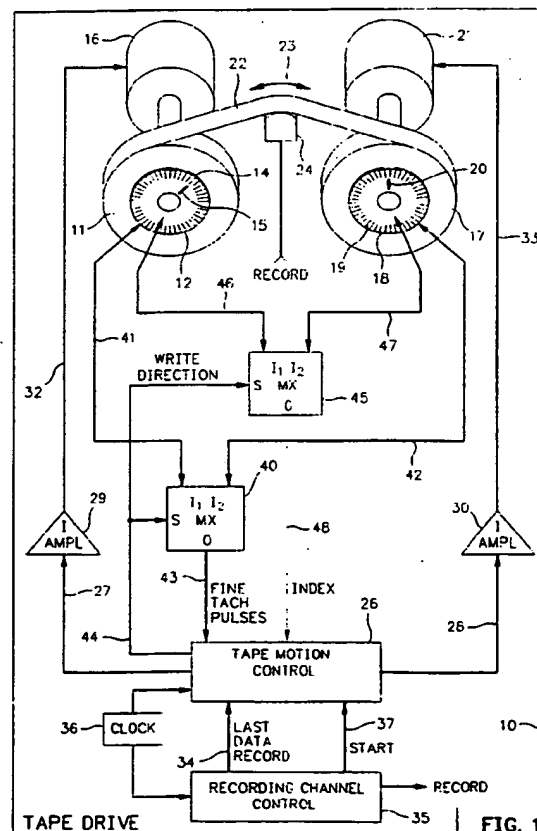 16
2
23
22
24
14
20
15
11
12
19
18
17
33
RECORD
46
41
47
WRITE
DIRECTION
I1 I2
S MX
45
32
42
40
I1 I2
S MX
O
29
I
AMPL
30
I
AMPL
48
43
FINE
TACH
PULSES
INDEX
27
44
26
TAPE MOTION
CONTROL
28
36
CLOCK
LAST
DATA
RECORD
34
37
START
10
RECORDING CHANNEL
CONTROL
RECORD
35
TAPE DRIVE
FIG. 1